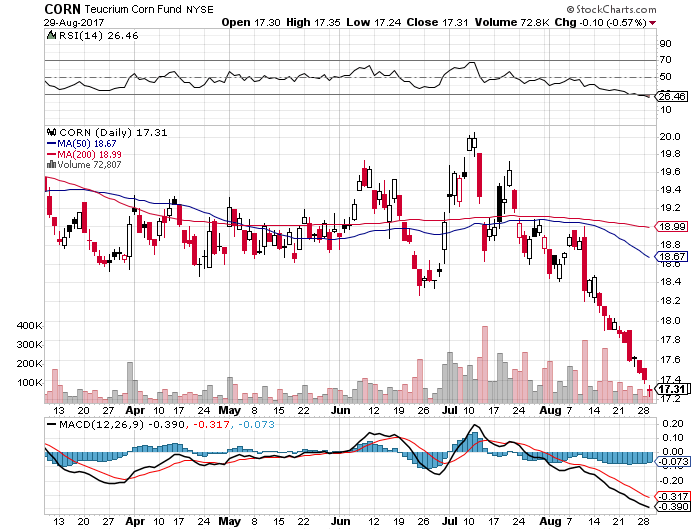 CORN Teucrium Corn Fund NYSE © StockCharts.com
29-Aug-2017 Open 17.30 High 17.35 Low 17.24 Close 17.31 Volume 72.8K Chg -0.10 (-0.57%)
RSI(14) 26.46
90
70
50
30
10
26.46
CORN (Daily) 17.31
MA(50) 18.67
MA(200) 18.99
Volume 72,807
20.0
19.8
19.6
19.4
19.2
18.99
18.8
18.67
18.6
18.4
18.2
18.0
17.8
17.6
17.4
17.31
17.2
400K
300K
200K
100K
13 20 27 Apr 10 17 24 May 8 15 22 Jun 12 19 26 Jul 10 17 24 Aug 7 14 21 28
MACD(12,26,9) -0.390, -0.317, -0.073
0.20
0.10
0.00
-0.073
-0.317
-0.390
13 20 27 Apr 10 17 24 May 8 15 22 Jun 12 19 26 Jul 10 17 24 Aug 7 14 21 28